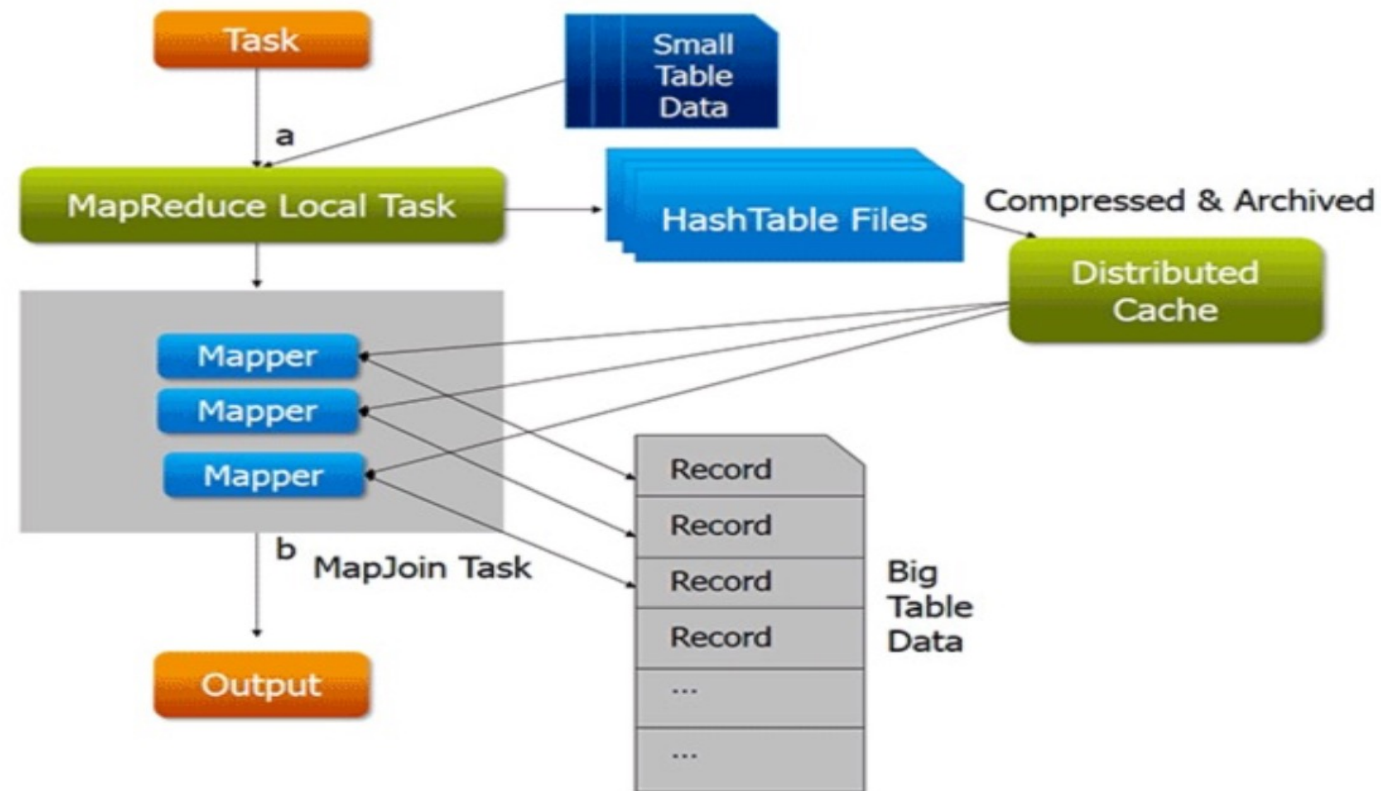 Task
Small
Table
Data
a
MapReduce Local Task
HashTable Files
Compressed & Archived
Distributed
Cache
Mapper
Mapper
Mapper
Record
Record
Record
Record
...
...
Big
Table
Data
b
MapJoin Task
Output